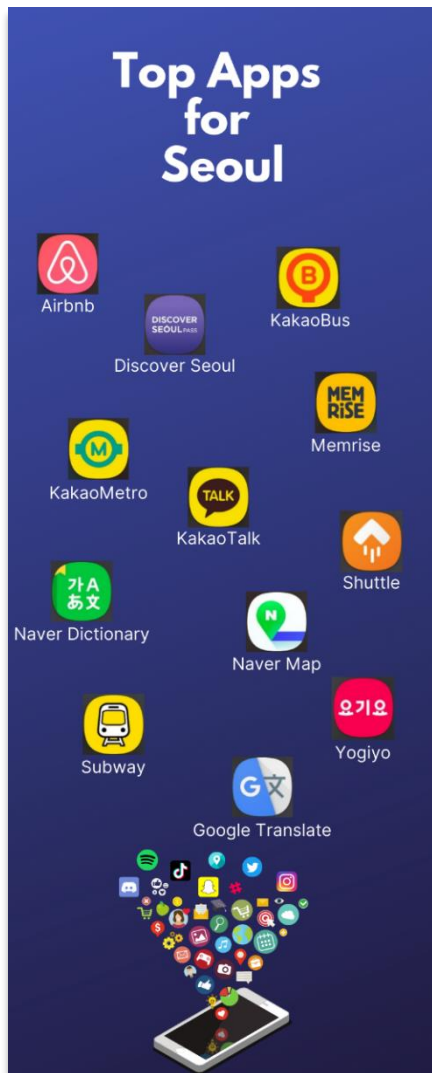 Top Apps
for
Seoul
Airbnb
DISCOVER
SEOUL PASS
Discover Seoul
B
KakaoBus
MEM
RiSE
Memrise
M
KakaoMetro
TALK
KakaoTalk
Shuttle
가A
あ文
Naver Dictionary
N
Naver Map
요기요
Yogiyo
Subway
G文
Google Translate